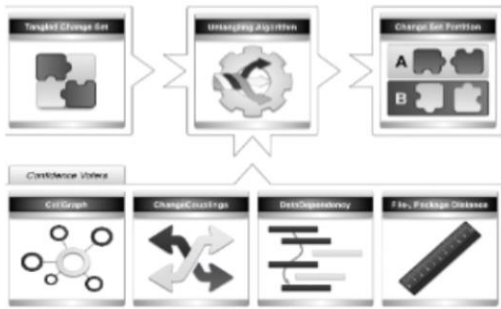 Tangled Change Set
Untangling Algorithm
Change Set Partition
A
B
Confidence Voters
CallGraph
ChangeCouplings
DataDependency
File-, Package Distance